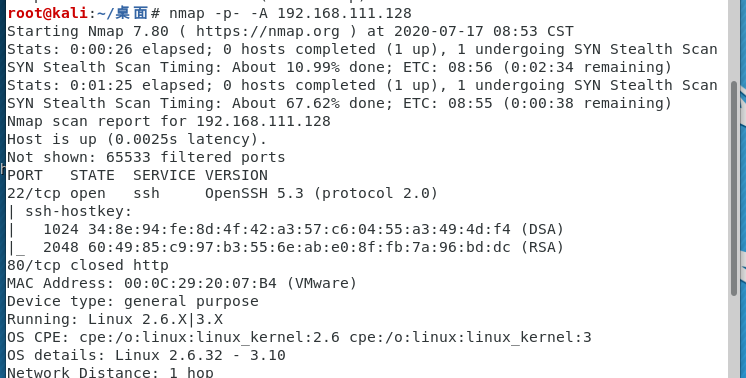 root@kali:~/桌面# nmap -p- -A 192.168.111.128
Starting Nmap 7.80 ( https://nmap.org ) at 2020-07-17 08:53 CST
Stats: 0:00:26 elapsed; 0 hosts completed (1 up), 1 undergoing SYN Stealth Scan
SYN Stealth Scan Timing: About 10.99% done; ETC: 08:56 (0:02:34 remaining)
Stats: 0:01:25 elapsed; 0 hosts completed (1 up), 1 undergoing SYN Stealth Scan
SYN Stealth Scan Timing: About 67.62% done; ETC: 08:55 (0:00:38 remaining)
Nmap scan report for 192.168.111.128
Host is up (0.0025s latency).
Not shown: 65533 filtered ports
PORT   STATE  SERVICE VERSION
22/tcp open   ssh     OpenSSH 5.3 (protocol 2.0)
| ssh-hostkey:
|   1024 34:8e:94:fe:8d:4f:42:a3:57:c6:04:55:a3:49:4d:f4 (DSA)
|_  2048 60:49:85:c9:97:b3:55:6e:ab:e0:8f:fb:7a:96:bd:dc (RSA)
80/tcp closed http
MAC Address: 00:0C:29:20:07:B4 (VMware)
Device type: general purpose
Running: Linux 2.6.X|3.X
OS CPE: cpe:/o:linux:linux_kernel:2.6 cpe:/o:linux:linux_kernel:3
OS details: Linux 2.6.32 - 3.10
Network Distance: 1 hop